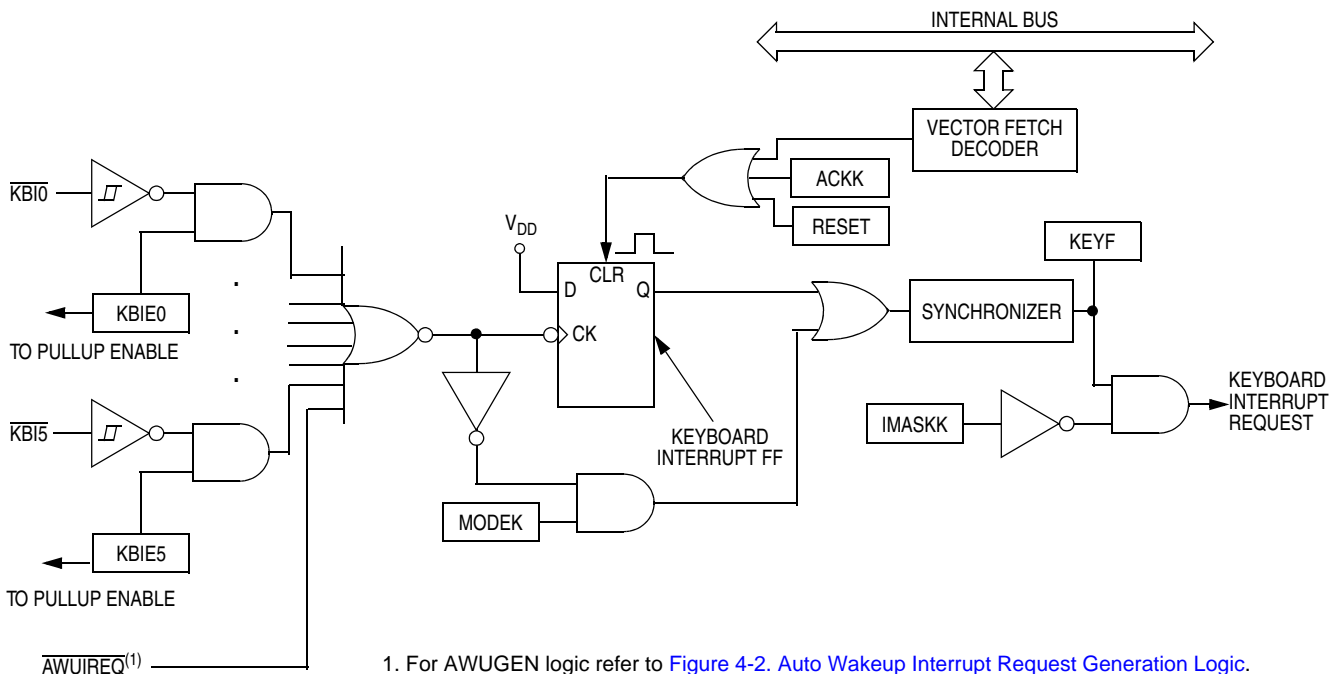 INTERNAL BUS
VECTOR FETCH
DECODER
ACKK
RESET
KBI0
VDD
KEYF
CLR
D
Q
CK
SYNCHRONIZER
KBIE0
TO PULLUP ENABLE
.
.
.
KEYBOARD
INTERRUPT
REQUEST
IMASKK
KBI5
KEYBOARD
INTERRUPT FF
MODEK
KBIE5
TO PULLUP ENABLE
AWUIREQ(1)
1. For AWUGEN logic refer to Figure 4-2. Auto Wakeup Interrupt Request Generation Logic.